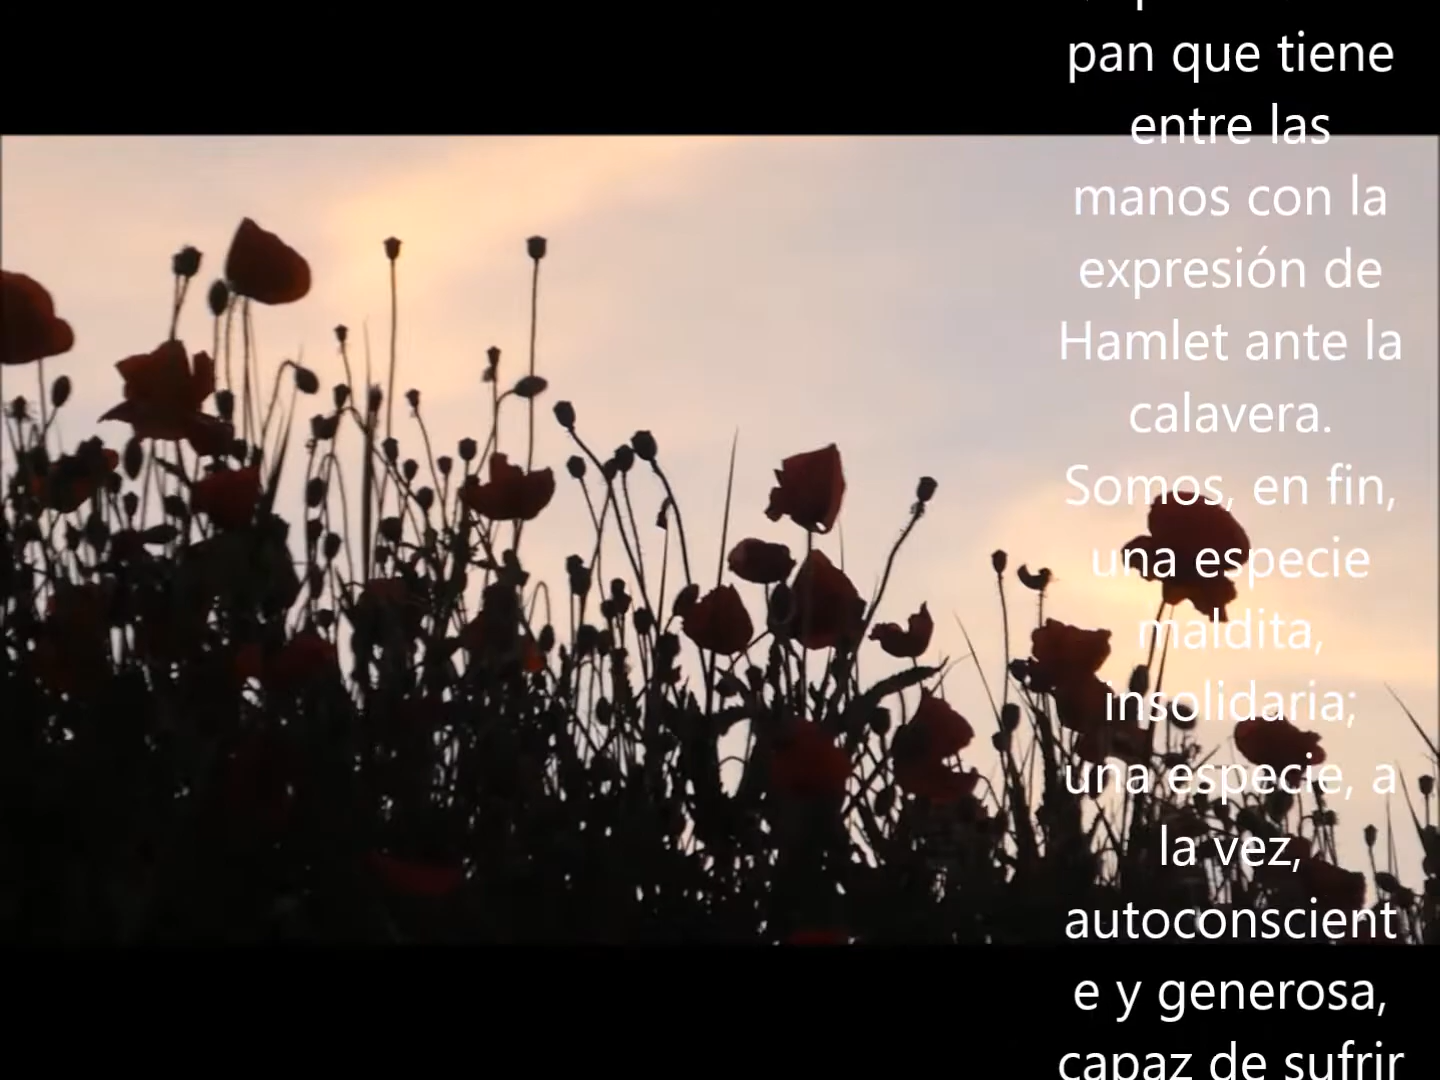 pan que tiene
entre las
manos con la
expresión de
Hamlet ante la
calavera.
Somos, en fin,
una especie
maldita,
insolidaria;
una especie, a
la vez,
autoconscient
e y generosa,
capaz de sufrir